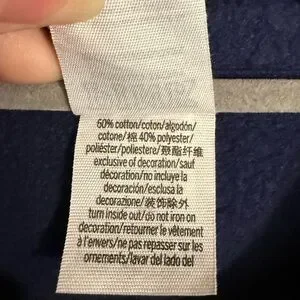 60% cotton/coton/algodón/
cotone/棉 40% polyester/
poliéster/poliestere/聚酯纤维
exclusive of decoration/sauf
décoration/no incluye la
decoración/esclusa la
decorazione/装饰除外
turn inside out/do not iron on
decoration/retourner le vêtement
à l'envers/ne pas repasser sur les
ornements/lavar del lado del